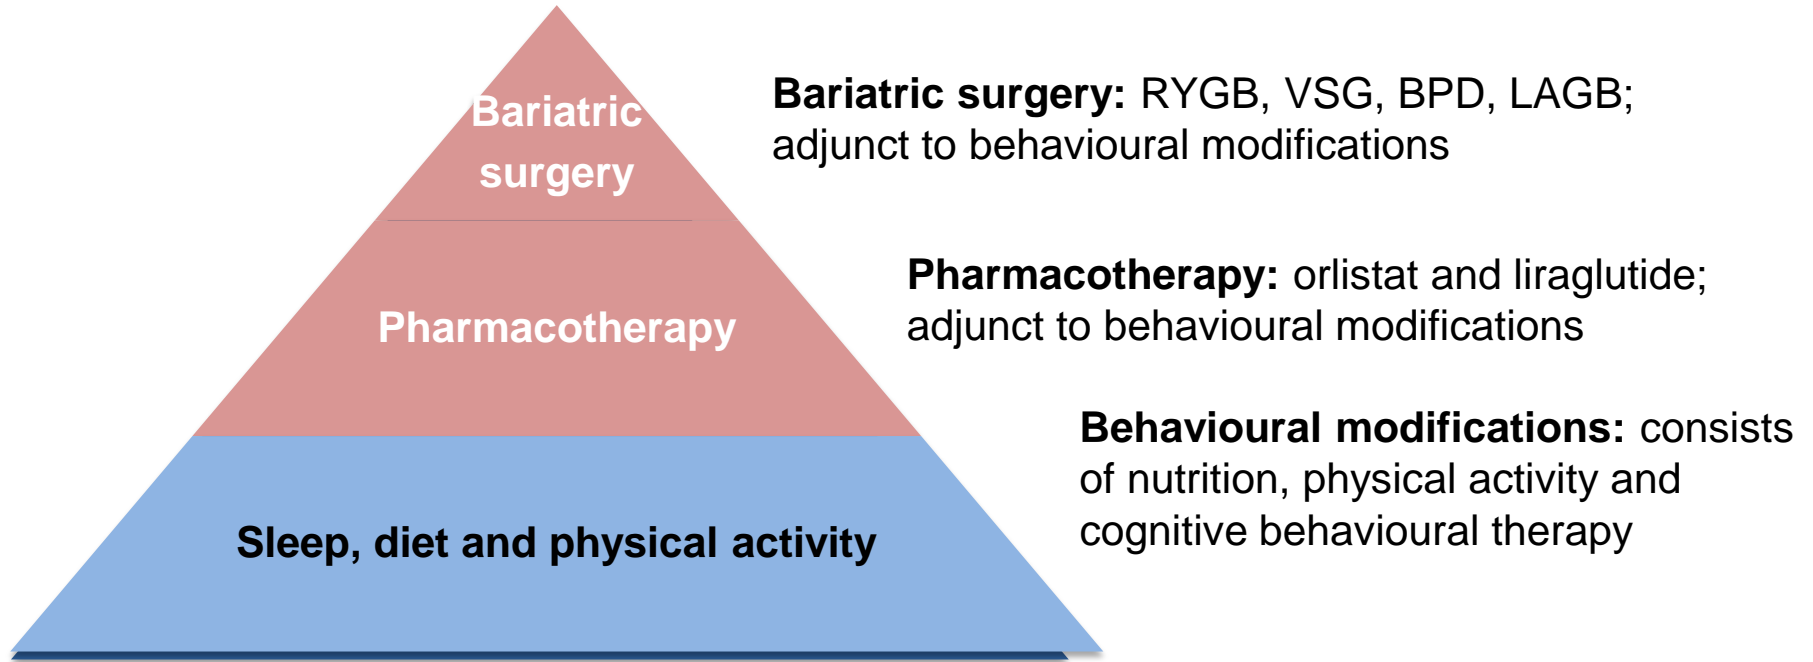 Bariatric
surgery
Bariatric surgery: RYGB, VSG, BPD, LAGB;
adjunct to behavioural modifications
Pharmacotherapy
Pharmacotherapy: orlistat and liraglutide;
adjunct to behavioural modifications
Sleep, diet and physical activity
Behavioural modifications: consists
of nutrition, physical activity and
cognitive behavioural therapy